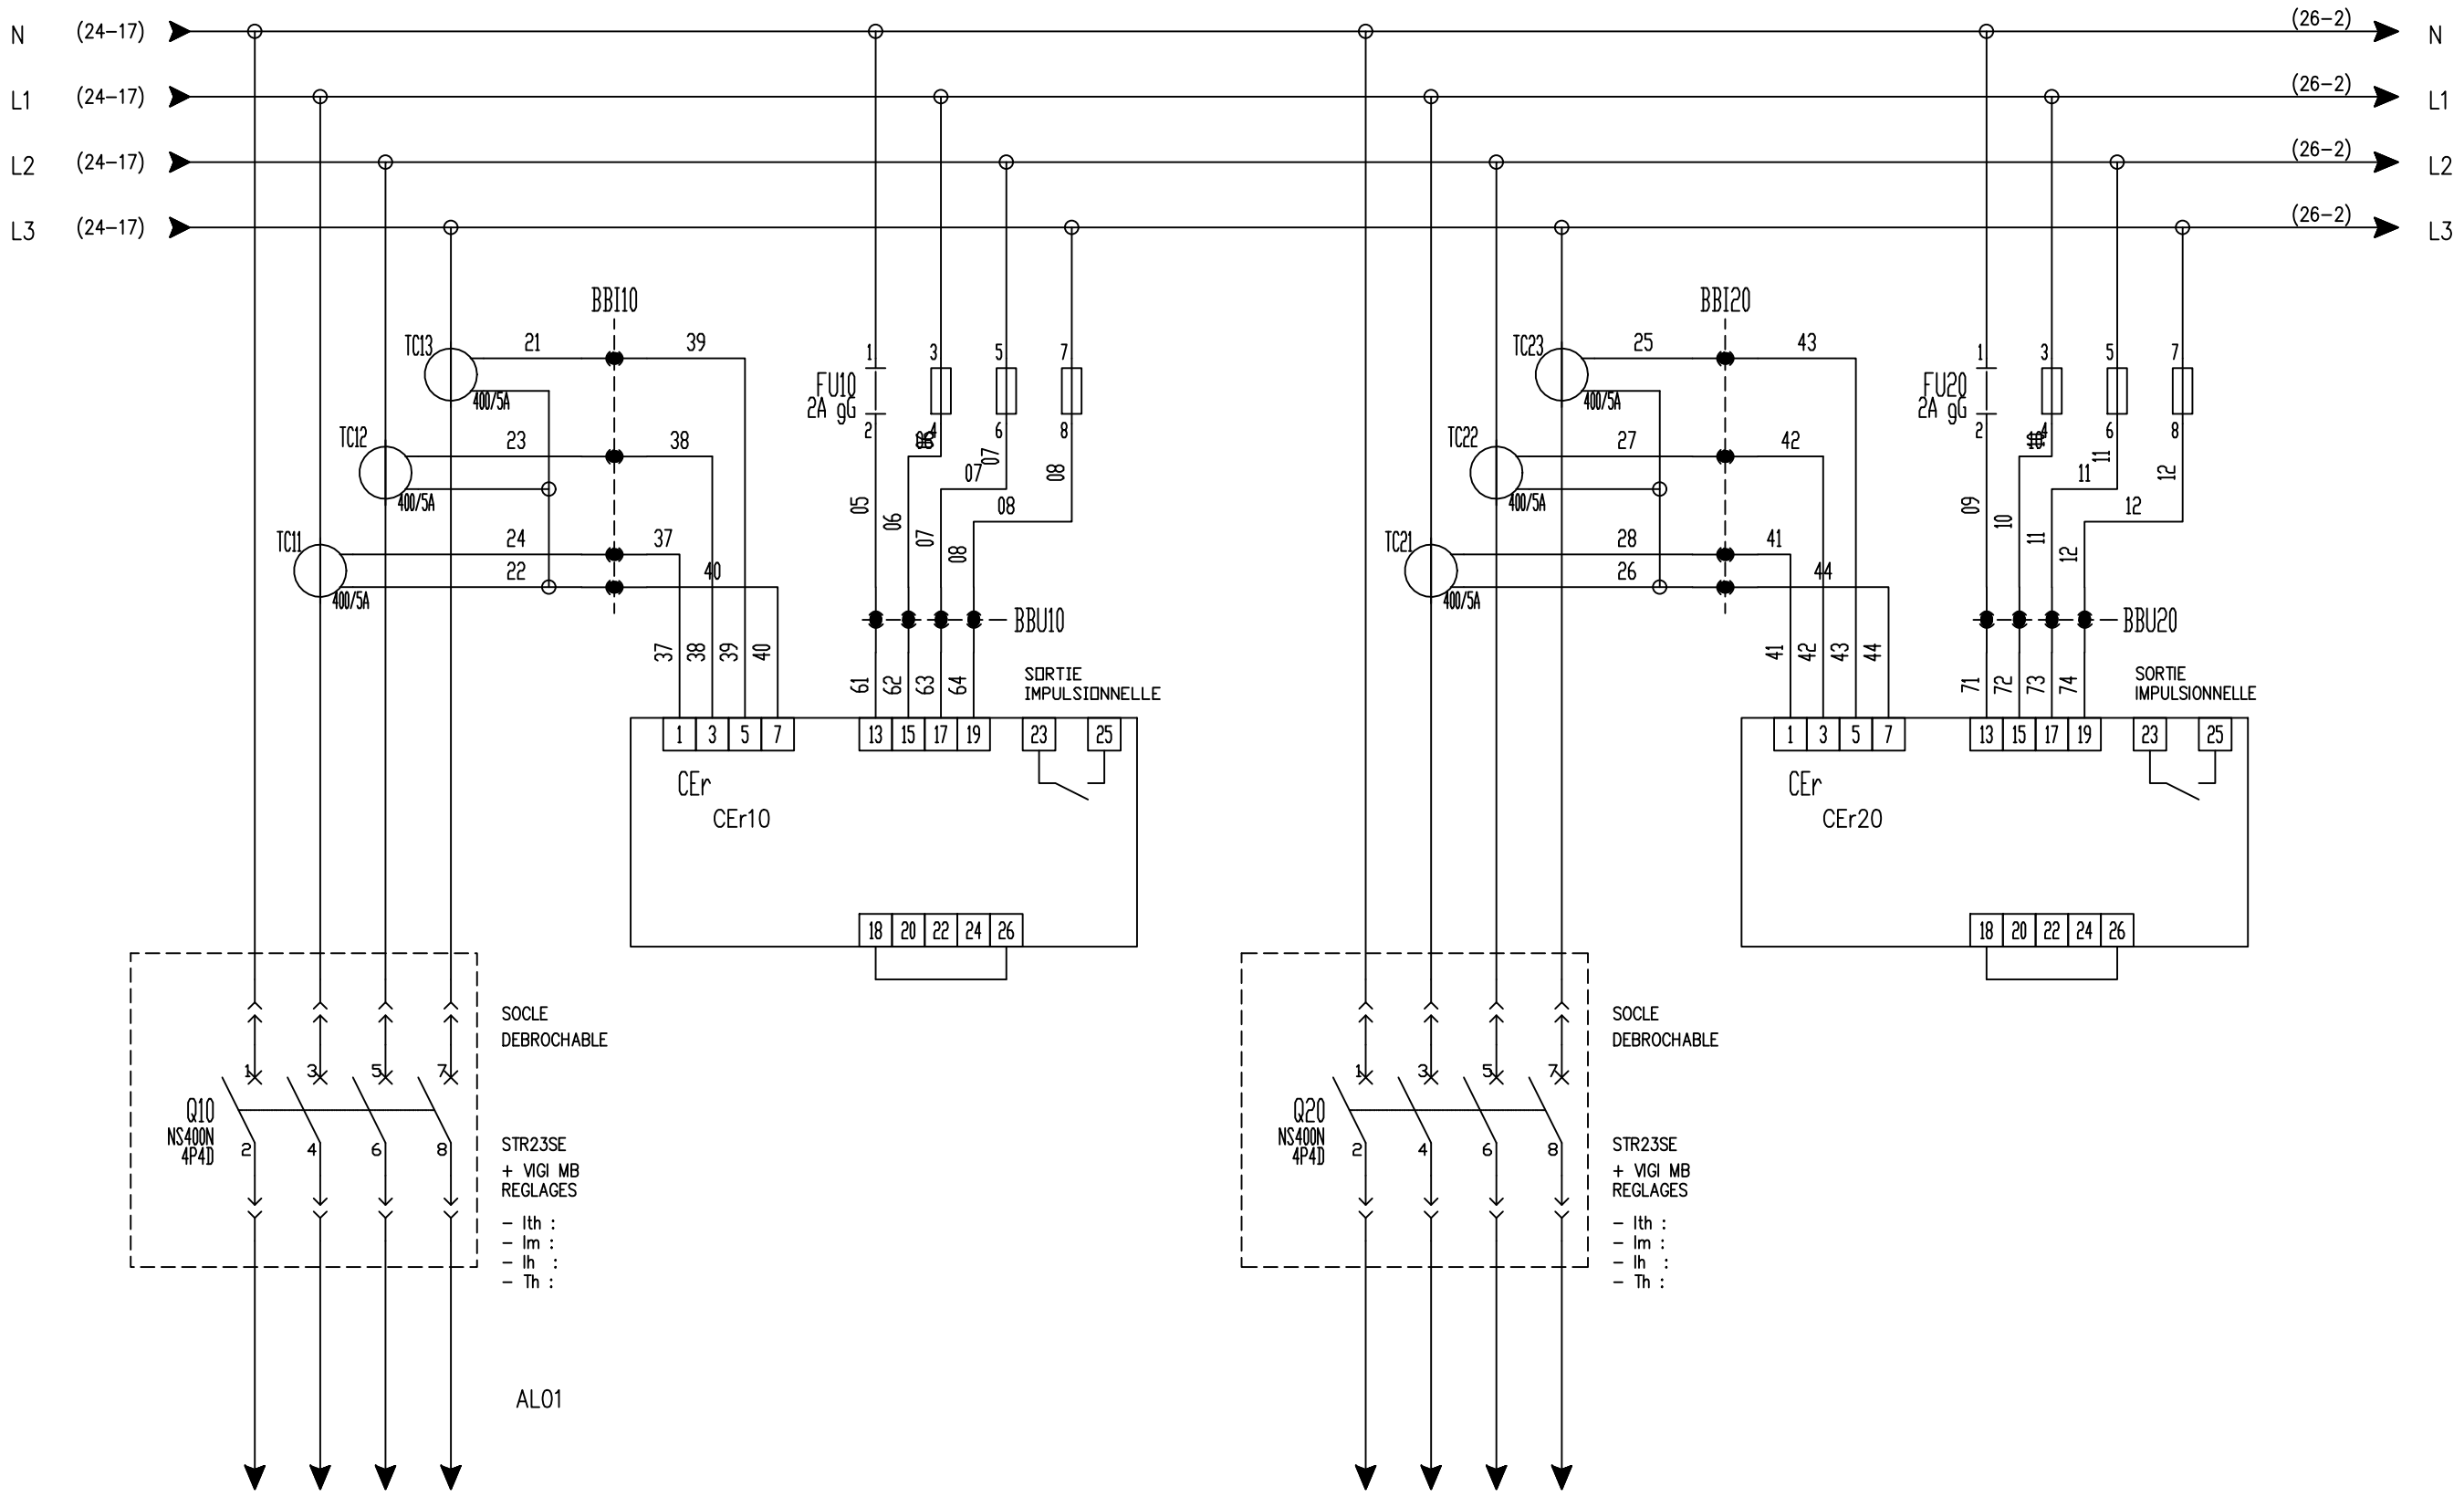 N (24-17) (26-2) N
L1 (24-17) (26-2) L1
L2 (24-17) (26-2) L2
L3 (24-17) (26-2) L3
BBI10
TC13 21 39
400/5A
TC12 23 38
400/5A
TC11 24 37
22 40
400/5A
37 38 39 40
1 3 5 7
FU10
2A gG
2 4 6 8
07
07 08
08
05 06 07 08
BBU10
61 62 63 64
SORTIE
IMPULSIONNELLE
1 3 5 7 13 15 17 19 23 25
CEr
CEr10
18 20 22 24 26
SOCLE
DEBROCHABLE
1 3 5 7
Q10
NS400N
4P4D
2 4 6 8
STR23SE
+ VIGI MB
REGLAGES
- Ith :
- Im :
- Ih :
- Th :
AL01
BBI20
TC23 25 43
400/5A
TC22 27 42
400/5A
TC21 28 41
26 44
400/5A
41 42 43 44
1 3 5 7
FU20
2A gG
2 4 6 8
10
11
11 12
12
09 10 11 12
BBU20
71 72 73 74
SORTIE
IMPULSIONNELLE
1 3 5 7 13 15 17 19 23 25
CEr
CEr20
18 20 22 24 26
SOCLE
DEBROCHABLE
1 3 5 7
Q20
NS400N
4P4D
2 4 6 8
STR23SE
+ VIGI MB
REGLAGES
- Ith :
- Im :
- Ih :
- Th :